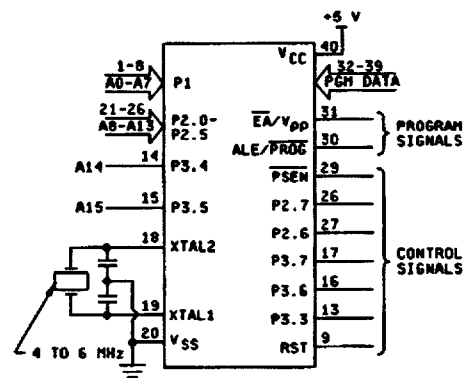 +5 V
VCC 40
1-8
A0-A7 P1
32-39
PGM DATA
21-26 P2.0-
A8-A13 P2.5
EA/Vpp 31
ALE/PROG 30
PROGRAM
SIGNALS
A14 14 P3.4
PSEN 29
A15 15 P3.5
P2.7 26
P2.6 27
18 XTAL2
P3.7 17
CONTROL
SIGNALS
P3.6 16
19 XTAL1
P3.3 13
20 VSS
RST 9
4 TO 6 MHz